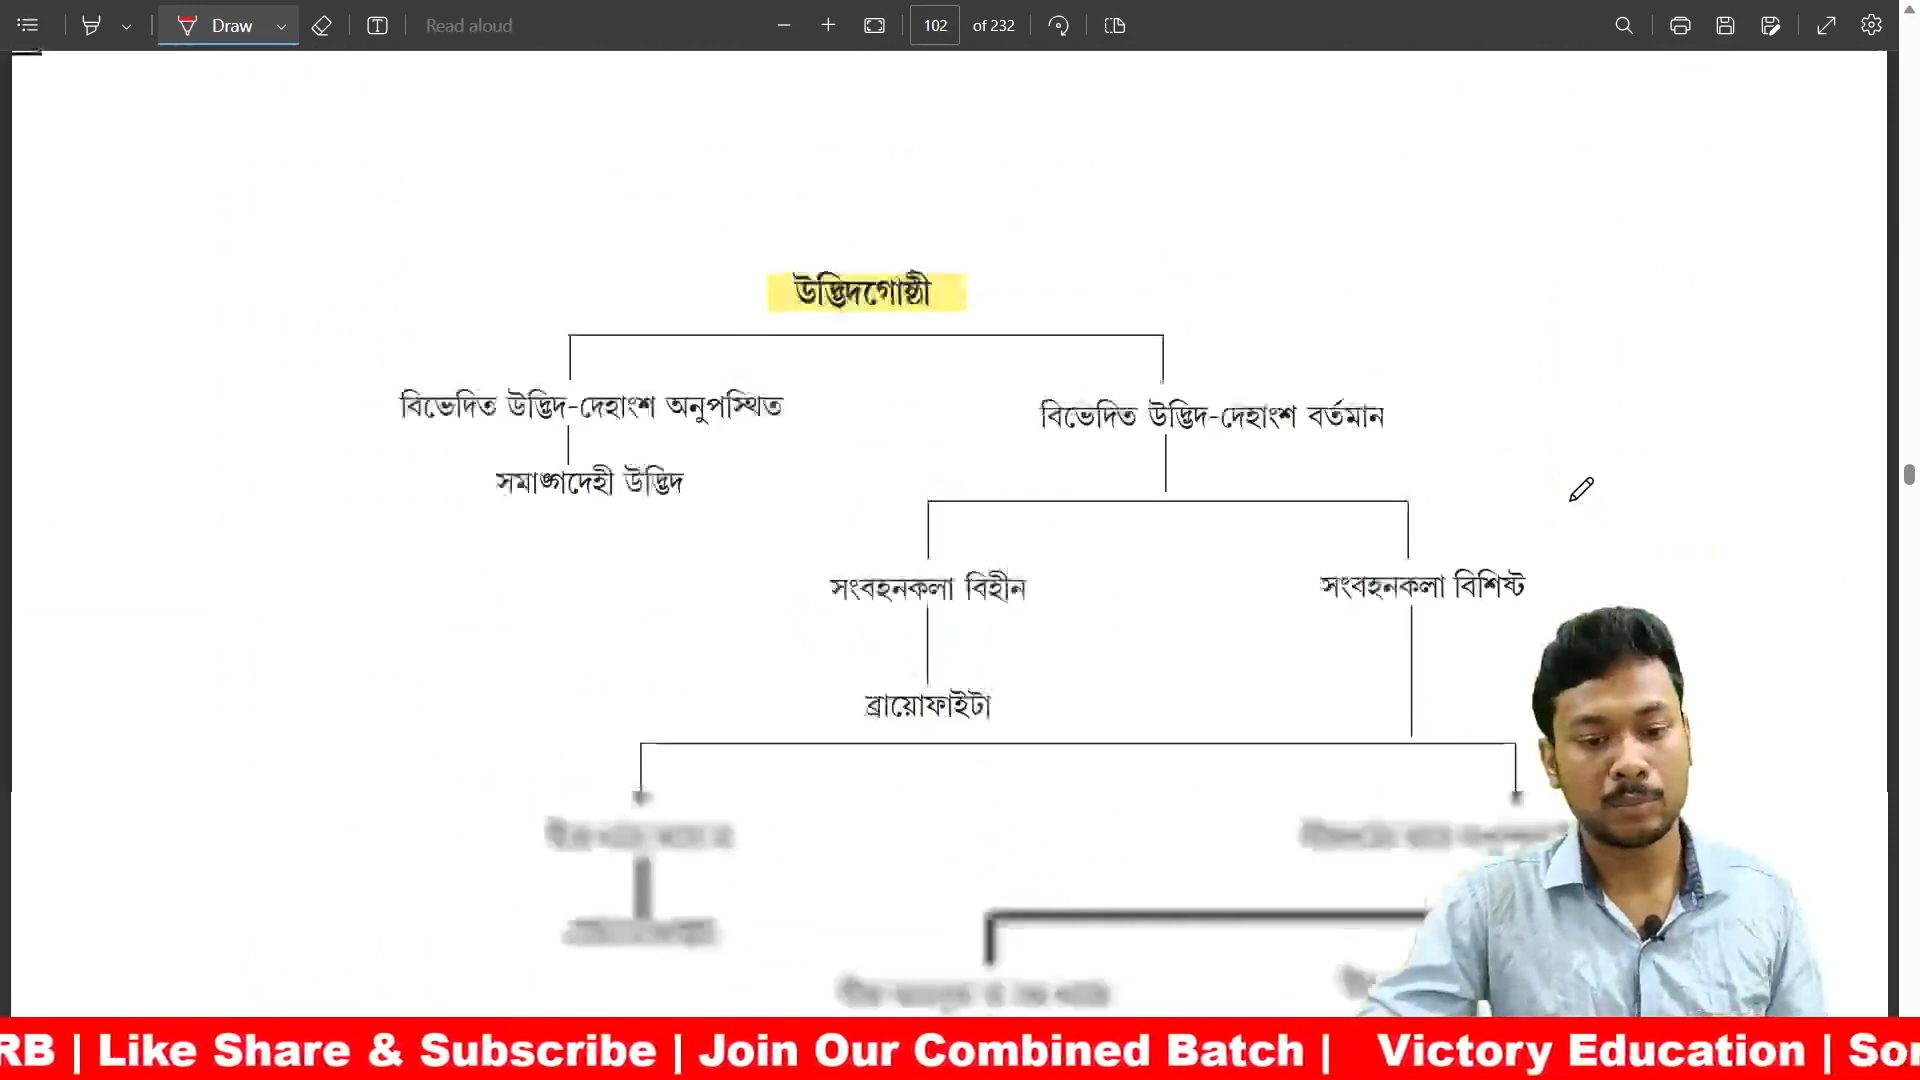 Draw
Read aloud
102 of 232
উদ্ভিদগোষ্ঠী
বিভেদিত উদ্ভিদ-দেহাংশ অনুপস্থিত
বিভেদিত উদ্ভিদ-দেহাংশ বর্তমান
সমাঙ্গদেহী উদ্ভিদ
সংবহনকলা বিহীন
সংবহনকলা বিশিষ্ট
ব্রায়োফাইটা
RB | Like Share & Subscribe | Join Our Combined Batch | Victory Education |